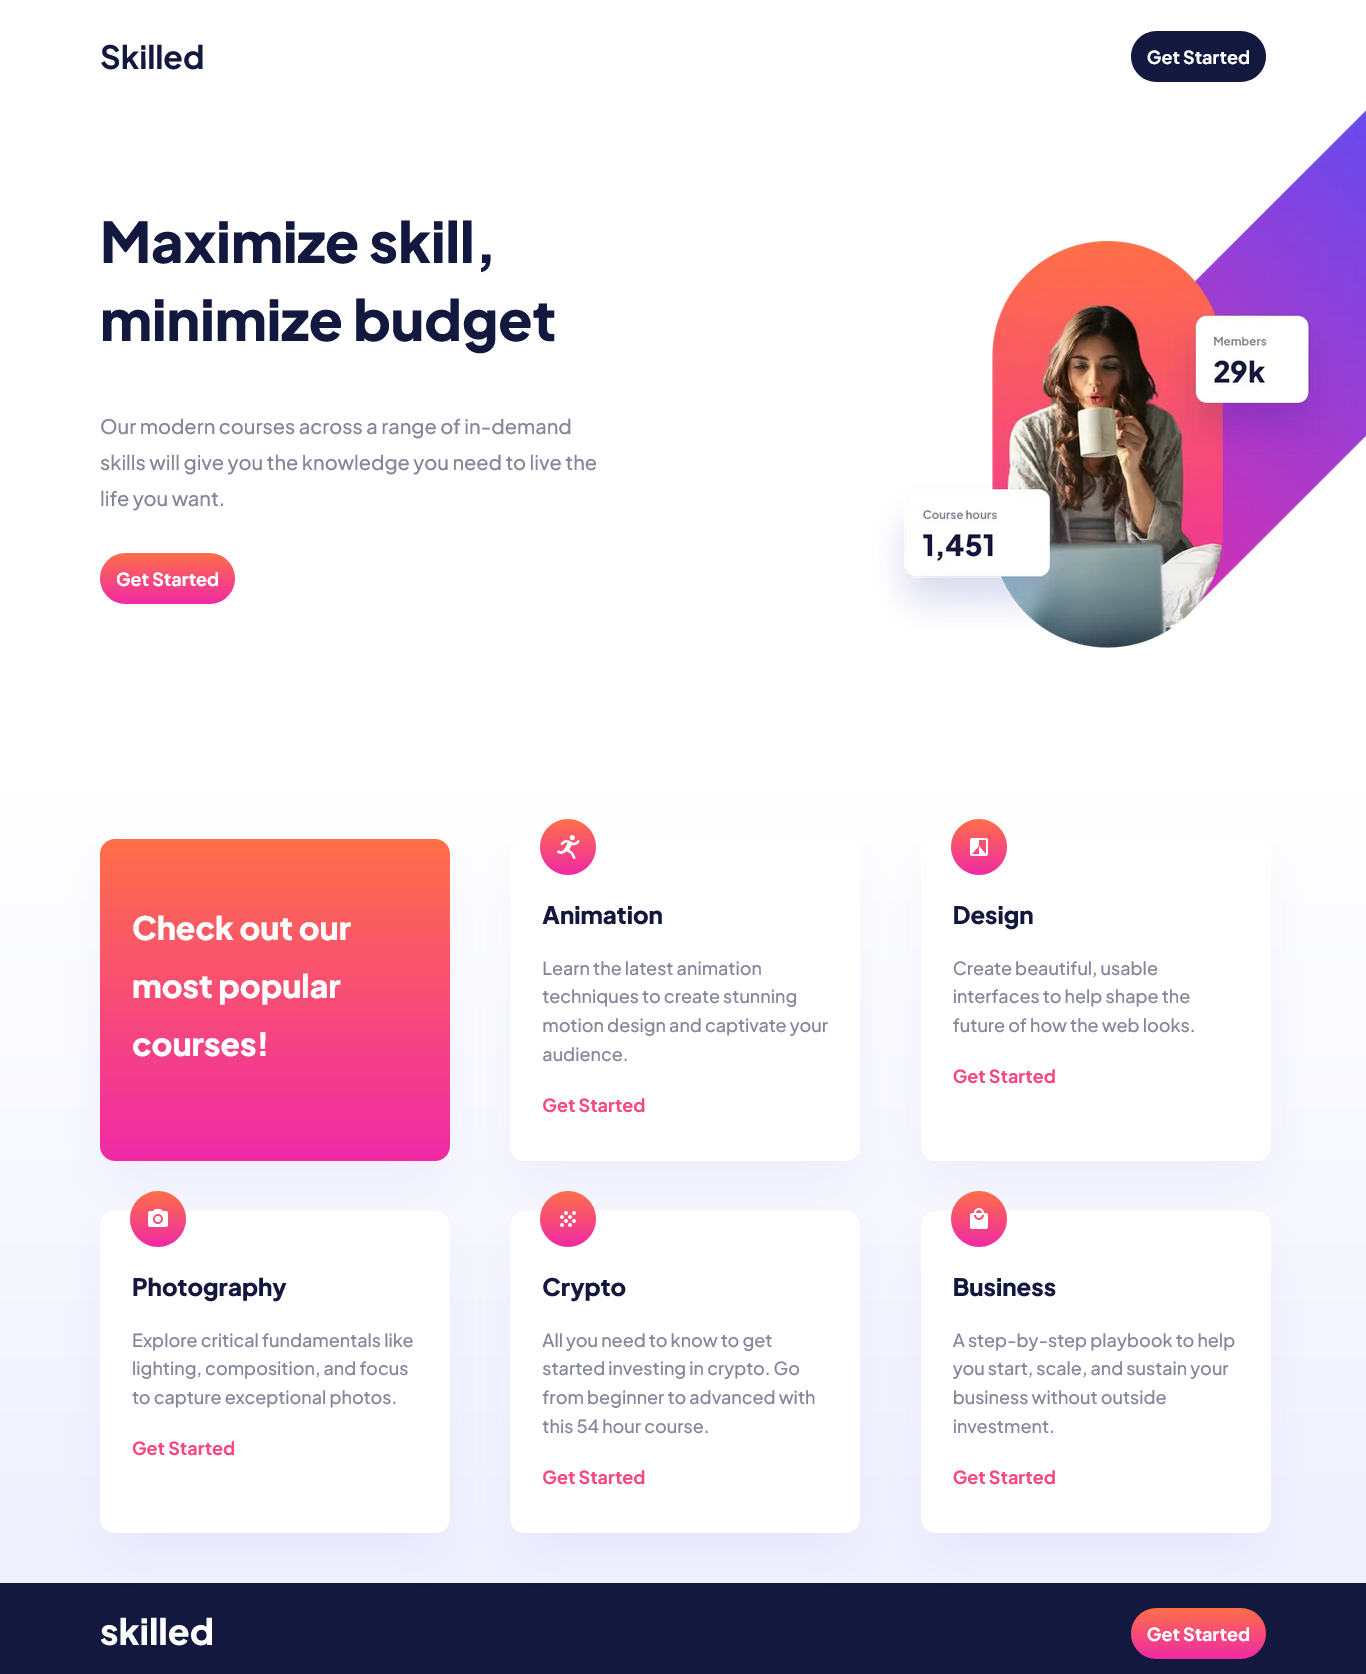 Skilled
Get Started
Maximize skill,
minimize budget
Our modern courses across a range of in-demand
skills will give you the knowledge you need to live the
life you want.
Get Started
Members
29k
Course hours
1,451
Check out our
most popular
courses!
Animation
Learn the latest animation
techniques to create stunning
motion design and captivate your
audience.
Get Started
Design
Create beautiful, usable
interfaces to help shape the
future of how the web looks.
Get Started
Photography
Explore critical fundamentals like
lighting, composition, and focus
to capture exceptional photos.
Get Started
Crypto
All you need to know to get
started investing in crypto. Go
from beginner to advanced with
this 54 hour course.
Get Started
Business
A step-by-step playbook to help
you start, scale, and sustain your
business without outside
investment.
Get Started
skilled
Get Started